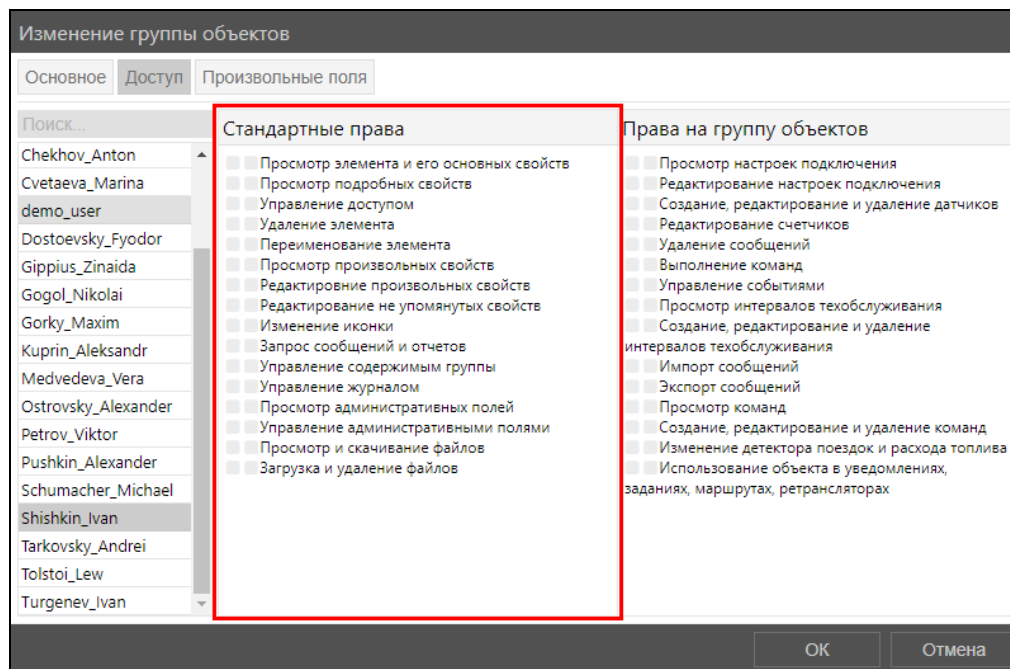 Изменение группы объектов
Основное Доступ Произвольные поля
Поиск...
Chekhov_Anton
Cvetaeva_Marina
demo_user
Dostoevsky_Fyodor
Gippius_Zinaida
Gogol_Nikolai
Gorky_Maxim
Kuprin_Aleksandr
Medvedeva_Vera
Ostrovsky_Alexander
Petrov_Viktor
Pushkin_Alexander
Schumacher_Michael
Shishkin_Ivan
Tarkovsky_Andrei
Tolstoi_Lew
Turgenev_Ivan
Стандартные права
Просмотр элемента и его основных свойств
Просмотр подробных свойств
Управление доступом
Удаление элемента
Переименование элемента
Просмотр произвольных свойств
Редактировние произвольных свойств
Редактирование не упомянутых свойств
Изменение иконки
Запрос сообщений и отчетов
Управление содержимым группы
Управление журналом
Просмотр административных полей
Управление административными полями
Просмотр и скачивание файлов
Загрузка и удаление файлов
Права на группу объектов
Просмотр настроек подключения
Редактирование настроек подключения
Создание, редактирование и удаление датчиков
Редактирование счетчиков
Удаление сообщений
Выполнение команд
Управление событиями
Просмотр интервалов техобслуживания
Создание, редактирование и удаление
интервалов техобслуживания
Импорт сообщений
Экспорт сообщений
Просмотр команд
Создание, редактирование и удаление команд
Изменение детектора поездок и расхода топлива
Использование объекта в уведомлениях,
заданиях, маршрутах, ретрансляторах
OK Отмена